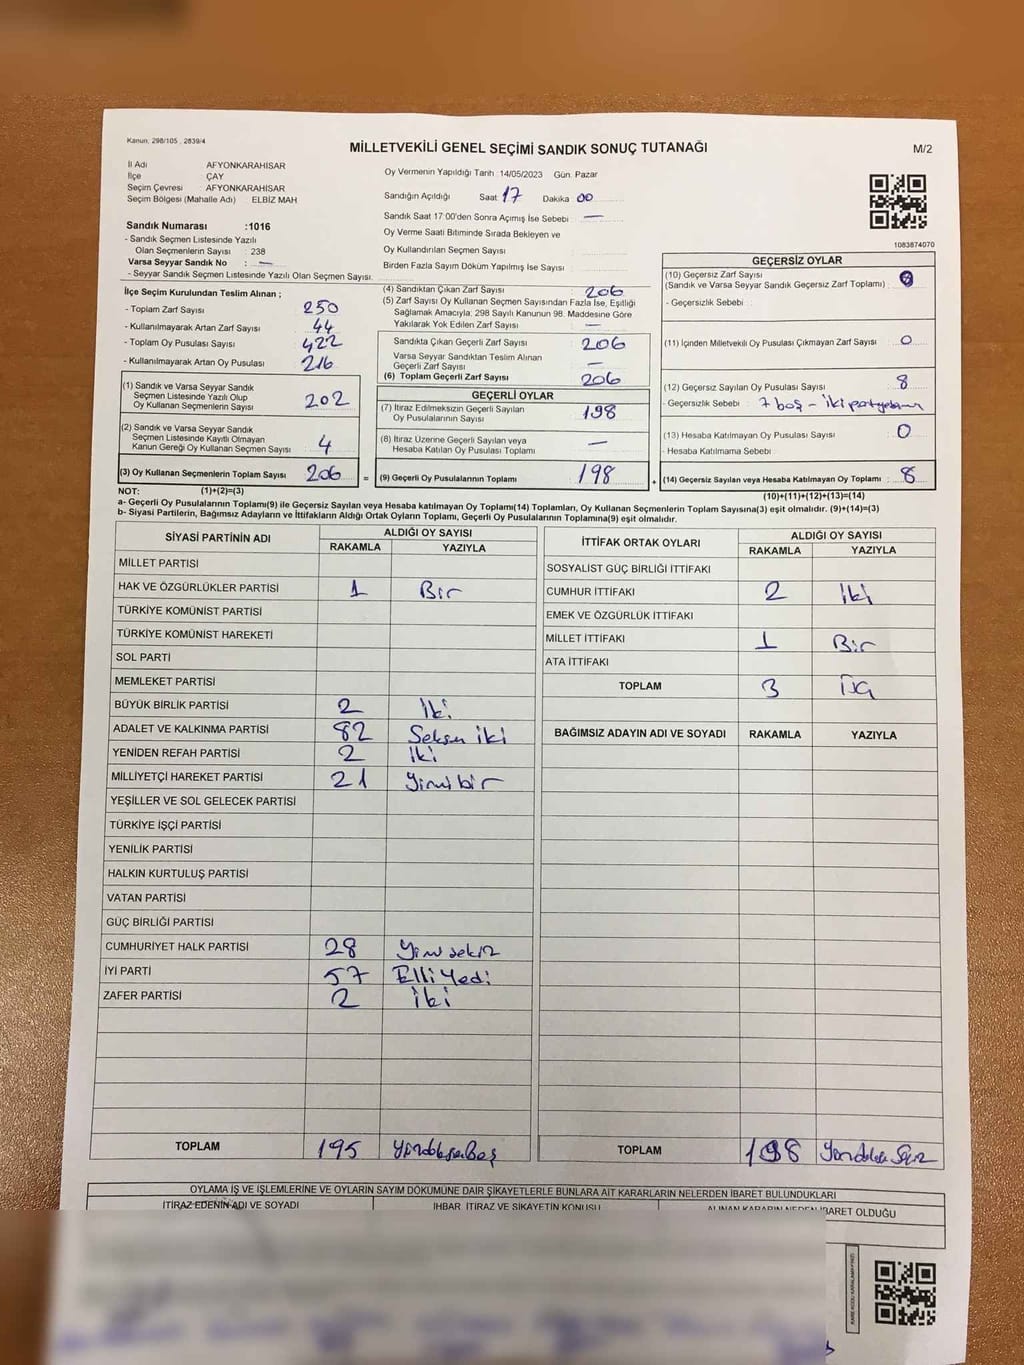 Kanun. 298/105 , 2839/4
MİLLETVEKİLİ GENEL SEÇİMİ SANDIK SONUÇ TUTANAĞI
M/2
İl Adı AFYONKARAHİSAR
İlçe ÇAY
Seçim Çevresi AFYONKARAHİSAR
Seçim Bölgesi (Mahalle Adı) ELBİZ MAH
Oy Vermenin Yapıldığı Tarih : 14/05/2023 Gün. Pazar
Sandığın Açıldığı Saat 17 Dakika 00
Sandık Saat 17:00'den Sonra Açımış İse Sebebi : —
Oy Verme Saati Bitiminde Sırada Bekleyen ve
Oy Kullandırılan Seçmen Sayısı
Birden Fazla Sayım Döküm Yapılmış İse Sayısı :
1083874070
Sandık Numarası :1016
- Sandık Seçmen Listesinde Yazılı
Olan Seçmenlerin Sayısı : 238
Varsa Seyyar Sandık No : —
- Seyyar Sandık Seçmen Listesinde Yazılı Olan Seçmen Sayısı.
İlçe Seçim Kurulundan Teslim Alınan ;
- Toplam Zarf Sayısı 250
- Kullanılmayarak Artan Zarf Sayısı 44
- Toplam Oy Pusulası Sayısı 422
- Kullanılmayarak Artan Oy Pusulası 216
(1) Sandık ve Varsa Seyyar Sandık
Seçmen Listesinde Yazılı Olup
Oy Kullanan Seçmenlerin Sayısı 202
(2) Sandık ve Varsa Seyyar Sandık
Seçmen Listesinde Kayıtlı Olmayan
Kanun Gereği Oy Kullanan Seçmen Sayısı 4
(3) Oy Kullanan Seçmenlerin Toplam Sayısı 206
(1)+(2)=(3)
(4) Sandıktan Çıkan Zarf Sayısı : 206
(5) Zarf Sayısı Oy Kullanan Seçmen Sayısından Fazla İse, Eşitliği
Sağlamak Amacıyla; 298 Sayılı Kanunun 98. Maddesine Göre
Yakılarak Yok Edilen Zarf Sayısı : —
Sandıkta Çıkan Geçerli Zarf Sayısı 206
Varsa Seyyar Sandıktan Teslim Alınan
Geçerli Zarf Sayısı : —
(6) Toplam Geçerli Zarf Sayısı 206
GEÇERLİ OYLAR
(7) İtiraz Edilmeksizin Geçerli Sayılan
Oy Pusulalarının Sayısı 198
(8) İtiraz Üzerine Geçerli Sayılan veya
Hesaba Katılan Oy Pusulası Toplamı —
= (9) Geçerli Oy Pusulalarının Toplamı 198
GEÇERSİZ OYLAR
(10) Geçersiz Zarf Sayısı
(Sandık ve Varsa Seyyar Sandık Geçersiz Zarf Toplamı) :
- Geçersizlik Sebebi :
(11) İçinden Milletvekili Oy Pusulası Çıkmayan Zarf Sayısı : 0
(12) Geçersiz Sayılan Oy Pusulası Sayısı : 8
- Geçersizlik Sebebi : 7 boş – iki
(13) Hesaba Katılmayan Oy Pusulası Sayısı : 0
- Hesaba Katılmama Sebebi :
+ (14) Geçersiz Sayılan veya Hesaba Katılmayan Oy Toplamı : 8
(10)+(11)+(12)+(13)=(14)
NOT:
a- Geçerli Oy Pusulalarının Toplamı(9) ile Geçersiz Sayılan veya Hesaba katılmayan Oy Toplamı(14) Toplamları, Oy Kullanan Seçmenlerin Toplam Sayısına(3) eşit olmalıdır. (9)+(14)=(3)
b- Siyasi Partilerin, Bağımsız Adayların ve İttifakların Aldığı Ortak Oyların Toplamı, Geçerli Oy Pusulalarının Toplamına(9) eşit olmalıdır.
SİYASİ PARTİNİN ADI ALDIĞI OY SAYISI
RAKAMLA YAZIYLA
MİLLET PARTİSİ
HAK VE ÖZGÜRLÜKLER PARTİSİ 1 Bir
TÜRKİYE KOMÜNİST PARTİSİ
TÜRKİYE KOMÜNİST HAREKETİ
SOL PARTİ
MEMLEKET PARTİSİ
BÜYÜK BİRLİK PARTİSİ 2 İki
ADALET VE KALKINMA PARTİSİ 82 Seksen iki
YENİDEN REFAH PARTİSİ 2 İki
MİLLİYETÇİ HAREKET PARTİSİ 21 Yirmi bir
YEŞİLLER VE SOL GELECEK PARTİSİ
TÜRKİYE İŞÇİ PARTİSİ
YENİLİK PARTİSİ
HALKIN KURTULUŞ PARTİSİ
VATAN PARTİSİ
GÜÇ BİRLİĞİ PARTİSİ
CUMHURİYET HALK PARTİSİ 28 Yirmi sekiz
İYİ PARTİ 57 Elli Yedi
ZAFER PARTİSİ 2 iki
TOPLAM 195
İTTİFAK ORTAK OYLARI ALDIĞI OY SAYISI
RAKAMLA YAZIYLA
SOSYALİST GÜÇ BİRLİĞİ İTTİFAKI
CUMHUR İTTİFAKI 2 İki
EMEK VE ÖZGÜRLÜK İTTİFAKI
MİLLET İTTİFAKI 1 Bir
ATA İTTİFAKI
TOPLAM 3 Üç
BAĞIMSIZ ADAYIN ADI VE SOYADI RAKAMLA YAZIYLA
TOPLAM 198
OYLAMA İŞ VE İŞLEMLERİNE VE OYLARIN SAYIM DÖKÜMÜNE DAİR ŞİKAYETLERLE BUNLARA AİT KARARLARIN NELERDEN İBARET BULUNDUKLARI
İTİRAZ EDENİN ADI VE SOYADI İHBAR, İTİRAZ VE ŞİKAYETİN KONUSU ALINAN KARARIN NEDEN İBARET OLDUĞU